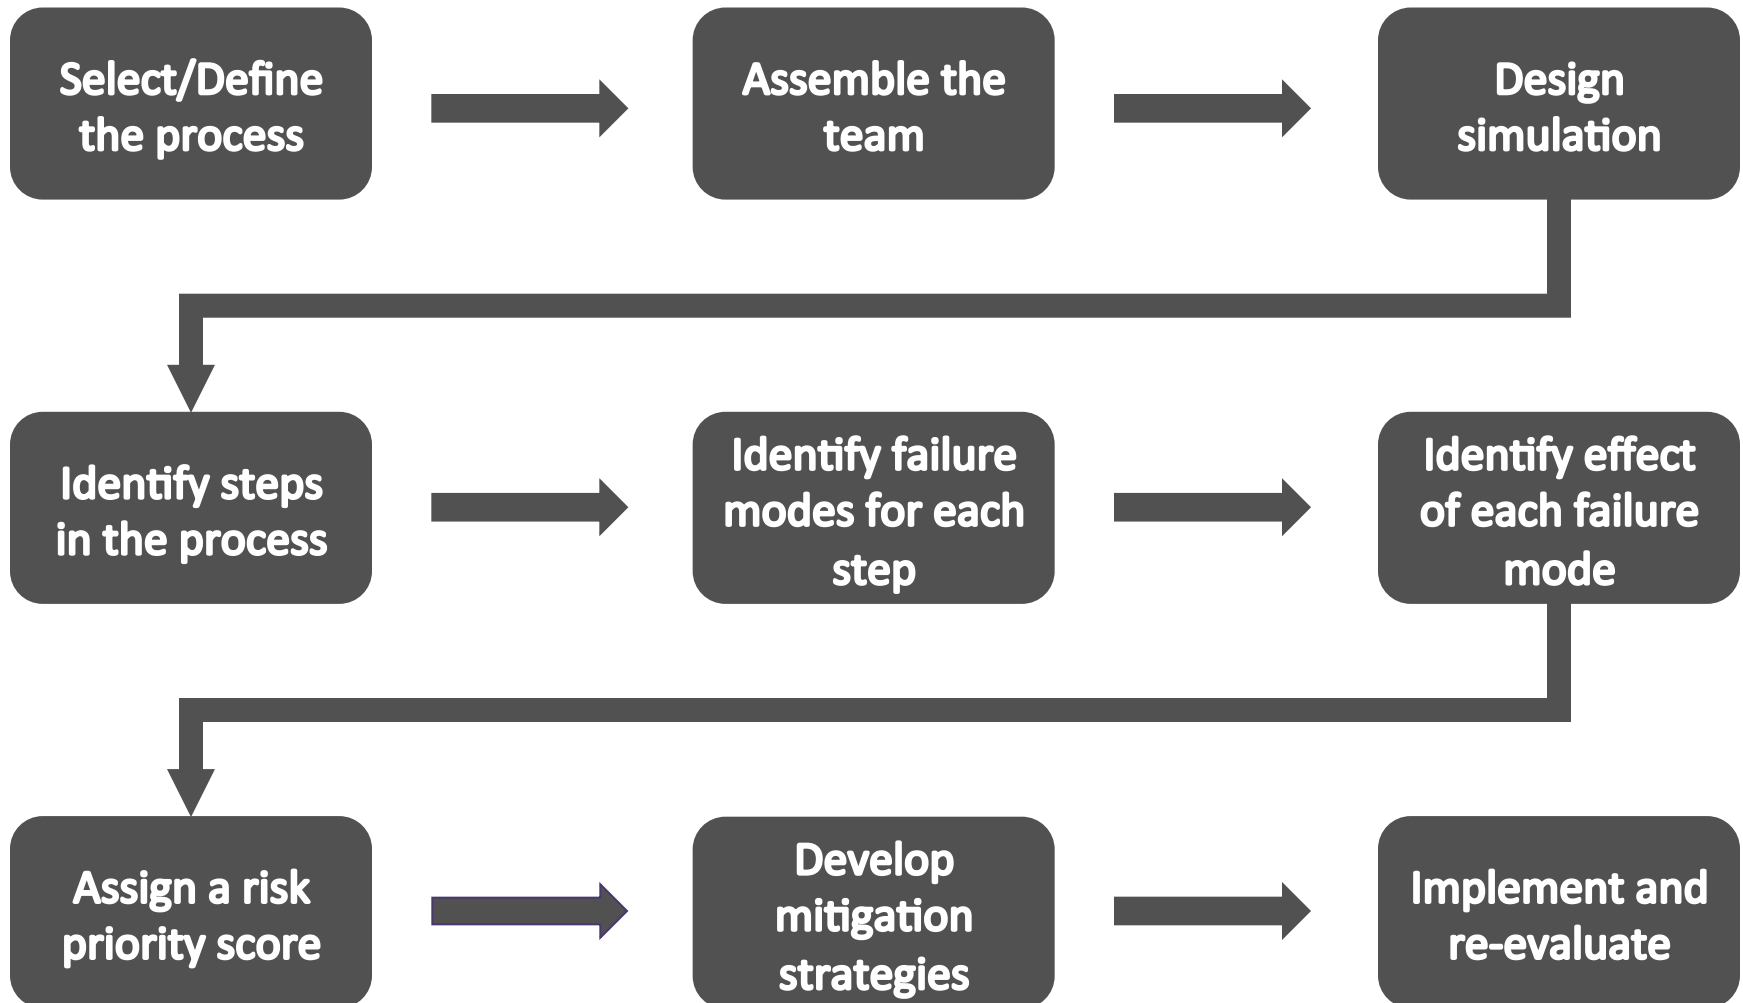 Select/Define
the process
Assemble the
team
Design
simulation
Identify steps
in the process
Identify failure
modes for each
step
Identify effect
of each failure
mode
Assign a risk
priority score
Develop
mitigation
strategies
Implement and
re-evaluate